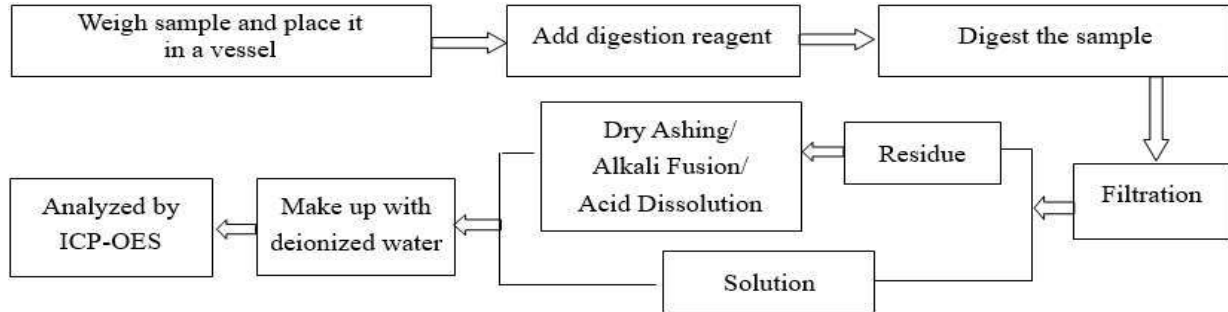 Weigh sample and place it
in a vessel
Add digestion reagent
Digest the sample
Filtration
Residue
Dry Ashing/
Alkali Fusion/
Acid Dissolution
Solution
Make up with
deionized water
Analyzed by
ICP-OES